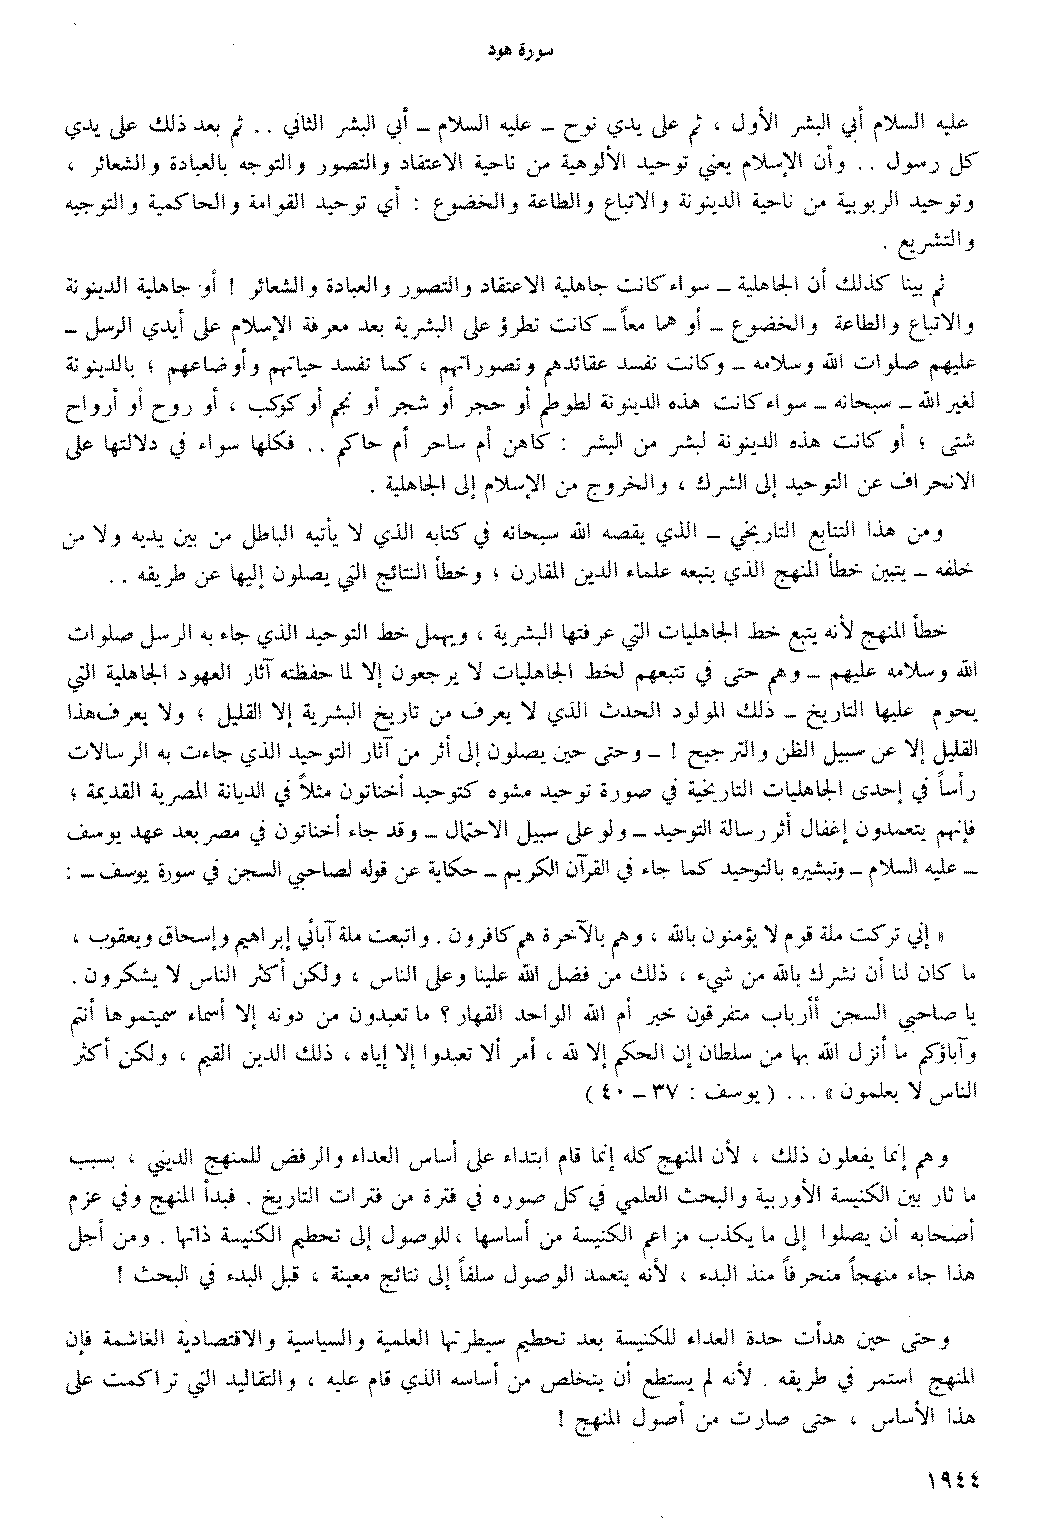 سورة هود
عليه السلام أبي البشر الأول ، ثم على يدي نوح – عليه السلام – أبي البشر الثاني .. ثم بعد ذلك على يدي
كل رسول .. وأن الإسلام يعني توحيد الألوهية من ناحية الاعتقاد والتصور والتوجه بالعبادة والشعائر ،
وتوحيد الربوبية من ناحية الدينونة والاتباع والطاعة والخضوع : أي توحيد القوامة والحاكمية والتوجيه
والتشريع .
ثم بينا كذلك أن الجاهلية – سواء كانت جاهلية الاعتقاد والتصور والعبادة والشعائر ! أو جاهلية الدينونة
والاتباع والطاعة والخضوع – أو هما معاً – كانت تطرؤ على البشرية بعد معرفة الإسلام على أيدي الرسل –
عليهم صلوات الله وسلامه – وكانت تفسد عقائدهم وتصوراتهم ، كما تفسد حياتهم وأوضاعهم ؛ بالدينونة
لغير الله – سبحانه – سواء كانت هذه الدينونة لطوطم أو حجر أو شجر أو نجم أو كوكب ، أو روح أو أرواح
شتى ؛ أو كانت هذه الدينونة لبشر من البشر : كاهن أم ساحر أم حاكم .. فكلها سواء في دلالتها على
الانحراف عن التوحيد إلى الشرك ، والخروج من الإسلام إلى الجاهلية .
ومن هذا التتابع التاريخي – الذي يقصه الله سبحانه في كتابه الذي لا يأتيه الباطل من بين يديه ولا من
خلفه – يتبين خطأ المنهج الذي يتبعه علماء الدين المقارن ؛ وخطأ النتائج التي يصلون إليها عن طريقه ..
خطأ المنهج لأنه يتبع خط الجاهليات التي عرفتها البشرية ، ويهمل خط التوحيد الذي جاء به الرسل صلوات
الله وسلامه عليهم – وهم حتى في تتبعهم لخط الجاهليات لا يرجعون إلا لما حفظته آثار العهود الجاهلية التي
يحوم عليها التاريخ – ذلك المولود الحدث الذي لا يعرف من تاريخ البشرية إلا القليل ؛ ولا يعرف هذا
القليل إلا عن سبيل الظن والترجيح ! – وحتى حين يصلون إلى أثر من آثار التوحيد الذي جاءت به الرسالات
رأساً في إحدى الجاهليات التاريخية في صورة توحيد مشوه كتوحيد أخناتون مثلاً في الديانة المصرية القديمة ؛
فإنهم يتعمدون إغفال أثر رسالة التوحيد – ولو على سبيل الاحتمال – وقد جاء أخناتون في مصر بعد عهد يوسف
– عليه السلام – وتبشيره بالتوحيد كما جاء في القرآن الكريم – حكاية عن قوله لصاحبي السجن في سورة يوسف – :
« إني تركت ملة قوم لا يؤمنون بالله ، وهم بالآخرة هم كافرون . واتبعت ملة آبائي إبراهيم وإسحاق ويعقوب ،
ما كان لنا أن نشرك بالله من شيء ، ذلك من فضل الله علينا وعلى الناس ، ولكن أكثر الناس لا يشكرون .
يا صاحبي السجن أأرباب متفرقون خير أم الله الواحد القهار ؟ ما تعبدون من دونه إلا أسماء سميتموها أنتم
وآباؤكم ما أنزل الله بها من سلطان إن الحكم إلا لله ، أمر ألا تعبدوا إلا إياه ، ذلك الدين القيم ، ولكن أكثر
الناس لا يعلمون » ... ( يوسف : ٣٧ – ٤٠ )
وهم إنما يفعلون ذلك ، لأن المنهج كله إنما قام ابتداء على أساس العداء والرفض للمنهج الديني ، بسبب
ما ثار بين الكنيسة الأوربية والبحث العلمي في كل صوره في فترة من فترات التاريخ . فبدأ المنهج وفي عزم
أصحابه أن يصلوا إلى ما يكذب مزاعم الكنيسة من أساسها ، للوصول إلى تحطيم الكنيسة ذاتها . ومن أجل
هذا جاء منهجاً منحرفاً منذ البدء ، لأنه يتعمد الوصول سلفاً إلى نتائج معينة ، قبل البدء في البحث !
وحتى حين هدأت حدة العداء للكنيسة بعد تحطيم سيطرتها العلمية والسياسية والاقتصادية الغاشمة فإن
المنهج استمر في طريقه . لأنه لم يستطع أن يتخلص من أساسه الذي قام عليه ، والتقاليد التي تراكمت على
هذا الأساس ، حتى صارت من أصول المنهج !
١٩٤٤